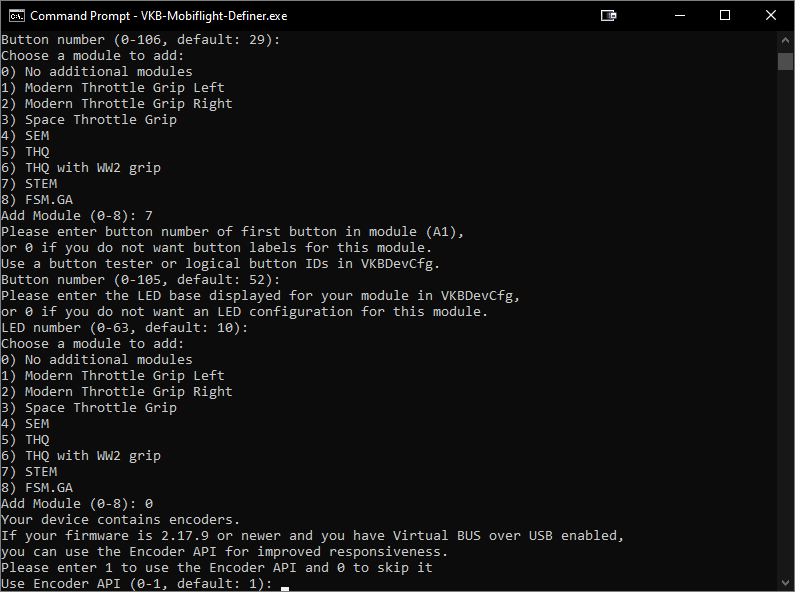 Command Prompt - VKB-Mobiflight-Definer.exe
Button number (0-106, default: 29):
Choose a module to add:
0) No additional modules
1) Modern Throttle Grip Left
2) Modern Throttle Grip Right
3) Space Throttle Grip
4) SEM
5) THQ
6) THQ with WW2 grip
7) STEM
8) FSM.GA
Add Module (0-8): 7
Please enter button number of first button in module (A1),
or 0 if you do not want button labels for this module.
Use a button tester or logical button IDs in VKBDevCfg.
Button number (0-105, default: 52):
Please enter the LED base displayed for your module in VKBDevCfg,
or 0 if you do not want an LED configuration for this module.
LED number (0-63, default: 10):
Choose a module to add:
0) No additional modules
1) Modern Throttle Grip Left
2) Modern Throttle Grip Right
3) Space Throttle Grip
4) SEM
5) THQ
6) THQ with WW2 grip
7) STEM
8) FSM.GA
Add Module (0-8): 0
Your device contains encoders.
If your firmware is 2.17.9 or newer and you have Virtual BUS over USB enabled,
you can use the Encoder API for improved responsiveness.
Please enter 1 to use the Encoder API and 0 to skip it
Use Encoder API (0-1, default: 1):